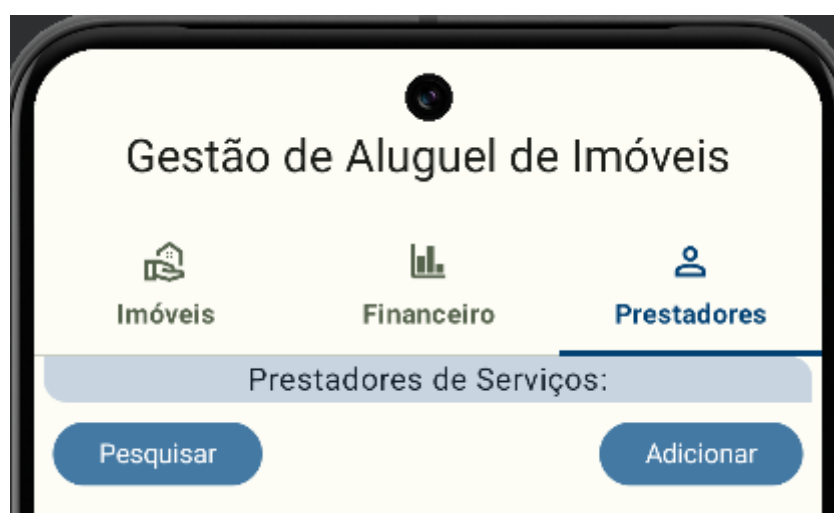 Gestão de Aluguel de Imóveis
Imóveis Financeiro Prestadores
Prestadores de Serviços:
Pesquisar Adicionar